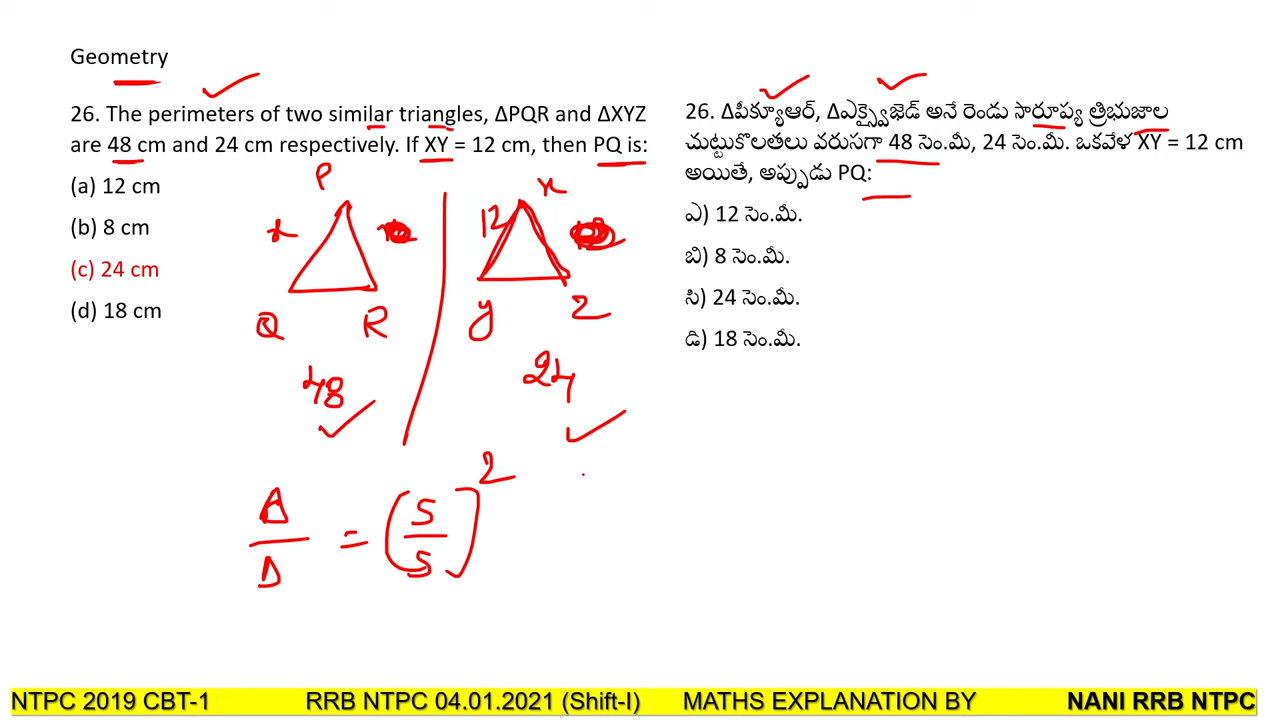 Geometry
26. The perimeters of two similar triangles, ΔPQR and ΔXYZ
are 48 cm and 24 cm respectively. If XY = 12 cm, then PQ is:
(a) 12 cm
(b) 8 cm
(c) 24 cm
(d) 18 cm
26. Δపీక్యూఆర్, Δఎక్స్వైజెడ్ అనే రెండు సారూప్య త్రిభుజాల
చుట్టుకొలతలు వరుసగా 48 సెం.మీ, 24 సెం.మీ. ఒకవేళ XY = 12 cm
అయితే, అప్పుడు PQ:
ఎ) 12 సెం.మీ.
బి) 8 సెం.మీ.
సి) 24 సెం.మీ.
డి) 18 సెం.మీ.
P
x
Q R
48
x
12
y z
24
A/A = (S/S)2
NTPC 2019 CBT-1 RRB NTPC 04.01.2021 (Shift-I) MATHS EXPLANATION BY NANI RRB NTPC